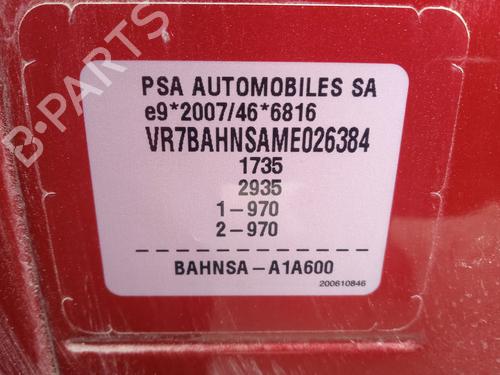 B-PARTS
PSA AUTOMOBILES SA
e9*2007/46*6816
VR7BAHNSAME026384
1735
2935
1-970
2-970
BAHNSA-A1A600
200610846